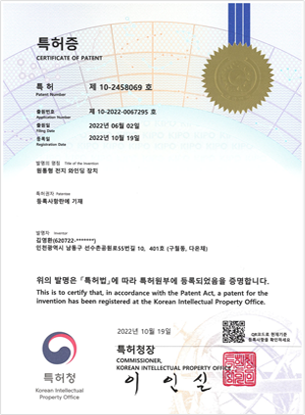 특허증
CERTIFICATE OF PATENT
특 허 제 10-2458069 호
Patent Number
출원번호 제 10-2022-0067295 호
Application Number
출원일 2022년 06월 02일
Filing Date
등록일 2022년 10월 19일
Registration Date
발명의 명칭 Title of the Invention
원통형 전지 와인딩 장치
특허권자 Patentee
등록사항란에 기재
발명자 Inventor
김영환(620722-*******)
인천광역시 남동구 선수촌공원로55번길 10, 401호 (구월동, 다온재)
위의 발명은 「특허법」에 따라 특허원부에 등록되었음을 증명합니다.
This is to certify that, in accordance with the Patent Act, a patent for the
invention has been registered at the Korean Intellectual Property Office.
2022년 10월 19일
QR코드로 현재기준
등록사항을 확인하세요
특허청장
COMMISSIONER,
KOREAN INTELLECTUAL PROPERTY OFFICE
이 인 실
특허청
Korean Intellectual
Property Office